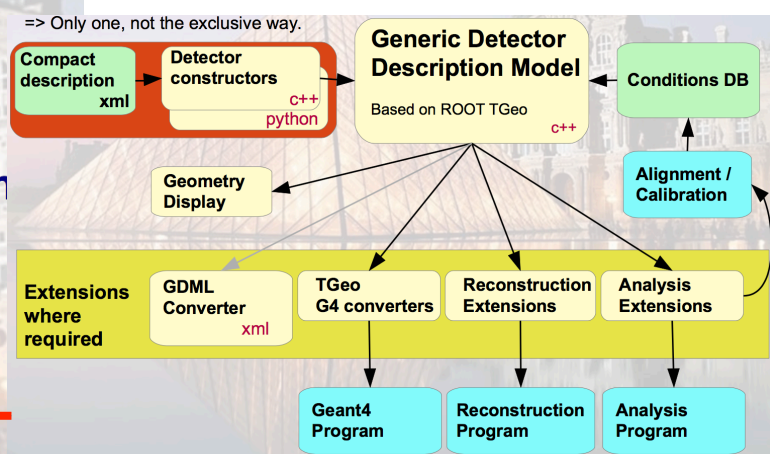 => Only one, not the exclusive way.
Compact
description
xml
Detector
constructors
c++
python
Generic Detector
Description Model
Based on ROOT TGeo
c++
Conditions DB
Alignment /
Calibration
Geometry
Display
Extensions
where
required
GDML
Converter
xml
TGeo
G4 converters
Reconstruction
Extensions
Analysis
Extensions
Geant4
Program
Reconstruction
Program
Analysis
Program